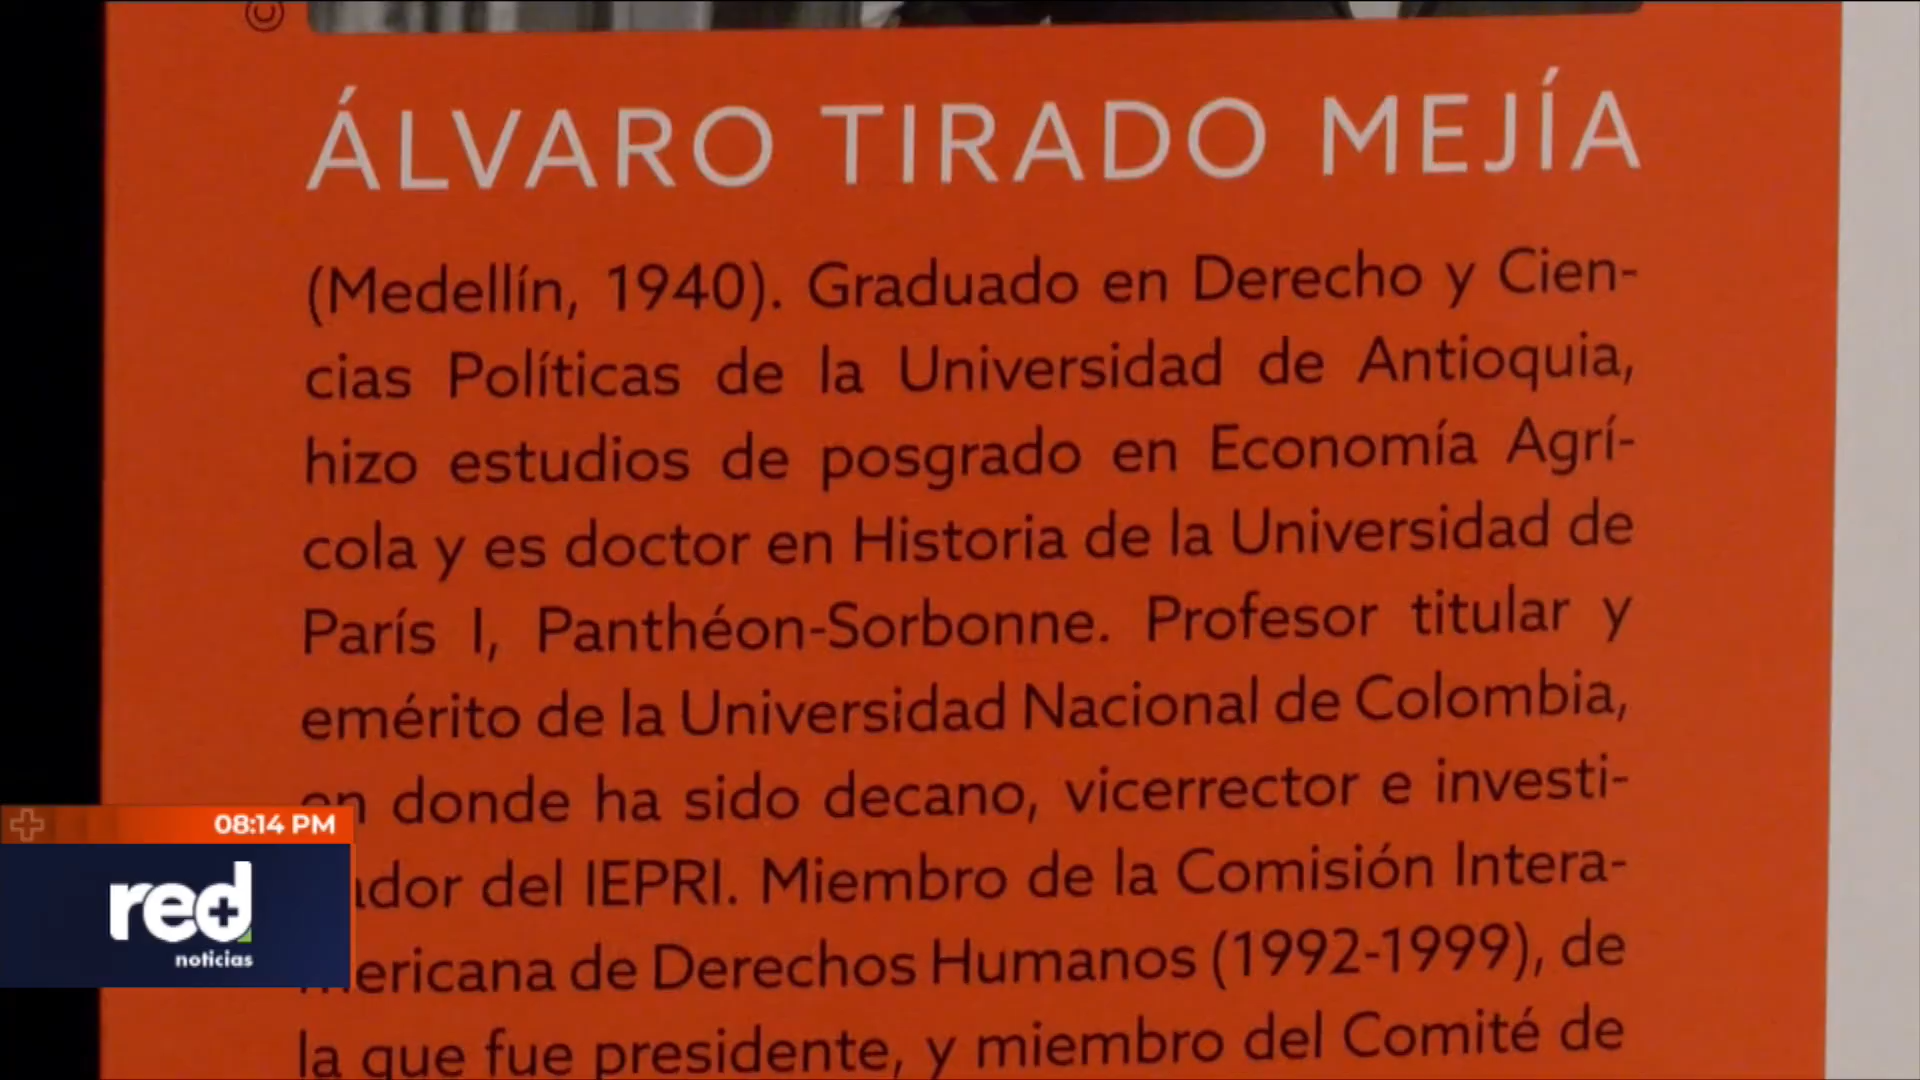 ©
ÁLVARO TIRADO MEJÍA
(Medellín, 1940). Graduado en Derecho y Cien-
cias Políticas de la Universidad de Antioquia,
hizo estudios de posgrado en Economía Agrí-
cola y es doctor en Historia de la Universidad de
París I, Panthéon-Sorbonne. Profesor titular y
emérito de la Universidad Nacional de Colombia,
en donde ha sido decano, vicerrector e investi-
ador del IEPRI. Miembro de la Comisión Intera-
mericana de Derechos Humanos (1992-1999), de
la que fue presidente, y miembro del Comité de
08:14 PM
red+
noticias